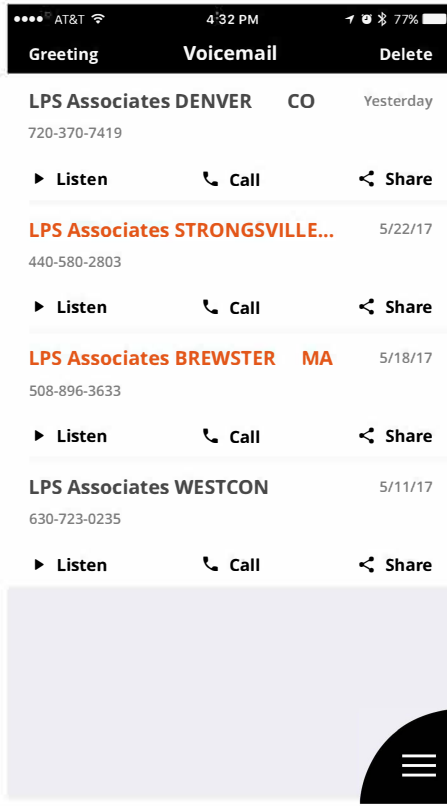 AT&T 4:32 PM 77%
Greeting Voicemail Delete
LPS Associates DENVER CO Yesterday
720-370-7419
Listen Call Share
LPS Associates STRONGSVILLE... 5/22/17
440-580-2803
Listen Call Share
LPS Associates BREWSTER MA 5/18/17
508-896-3633
Listen Call Share
LPS Associates WESTCON 5/11/17
630-723-0235
Listen Call Share